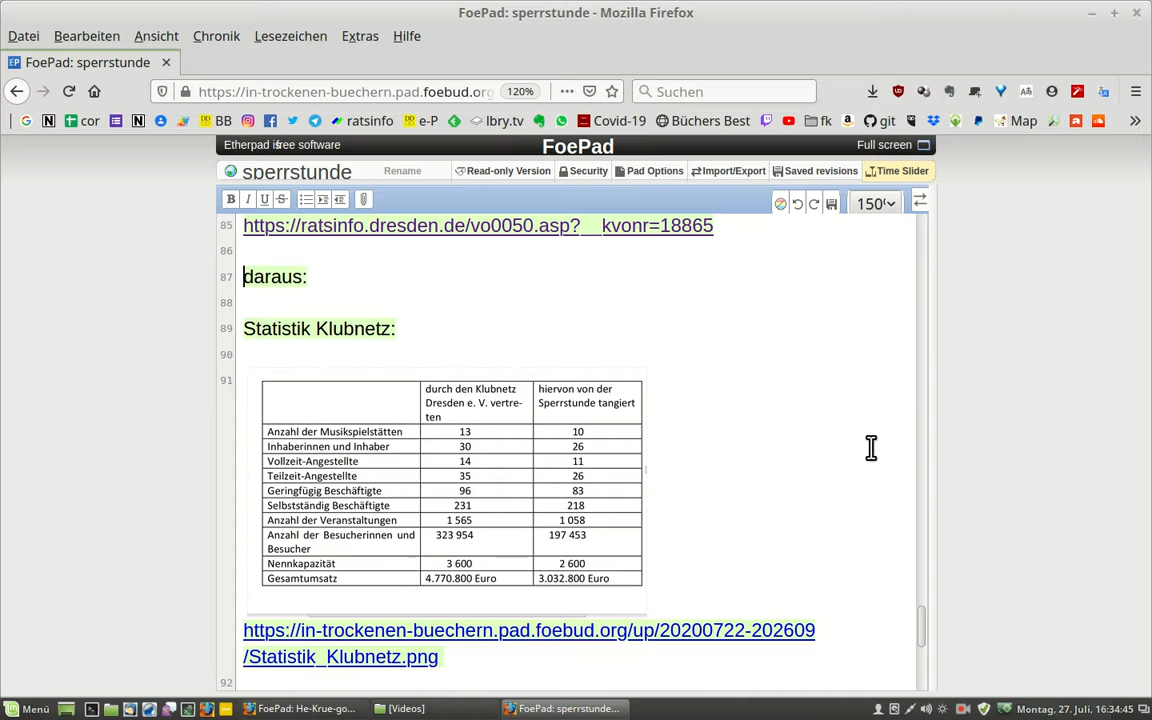 FoePad: sperrstunde - Mozilla Firefox
Datei Bearbeiten Ansicht Chronik Lesezeichen Extras Hilfe
FoePad: sperrstunde
https://in-trockenen-buechern.pad.foebud.org 120% Suchen
G cor BB ratsinfo e-P lbry.tv Covid-19 Büchers Best fk git Map
Etherpad is free software FoePad Full screen
sperrstunde Rename Read-only Version Security Pad Options Import/Export Saved revisions Time Slider
B I U S 150%
85 https://ratsinfo.dresden.de/vo0050.asp?__kvonr=18865
86
87 daraus:
88
89 Statistik Klubnetz:
90
91
durch den Klubnetz hiervon von der
Dresden e. V. vertre- Sperrstunde tangiert
ten
Anzahl der Musikspielstätten 13 10
Inhaberinnen und Inhaber 30 26
Vollzeit-Angestellte 14 11
Teilzeit-Angestellte 35 26
Geringfügig Beschäftigte 96 83
Selbstständig Beschäftigte 231 218
Anzahl der Veranstaltungen 1 565 1 058
Anzahl der Besucherinnen und 323 954 197 453
Besucher
Nennkapazität 3 600 2 600
Gesamtumsatz 4.770.800 Euro 3.032.800 Euro
https://in-trockenen-buechern.pad.foebud.org/up/20200722-202609
/Statistik_Klubnetz.png
92
Menü FoePad: He-Krue-go... [Videos] FoePad: sperrstunde... Montag, 27. Juli, 16:34:45